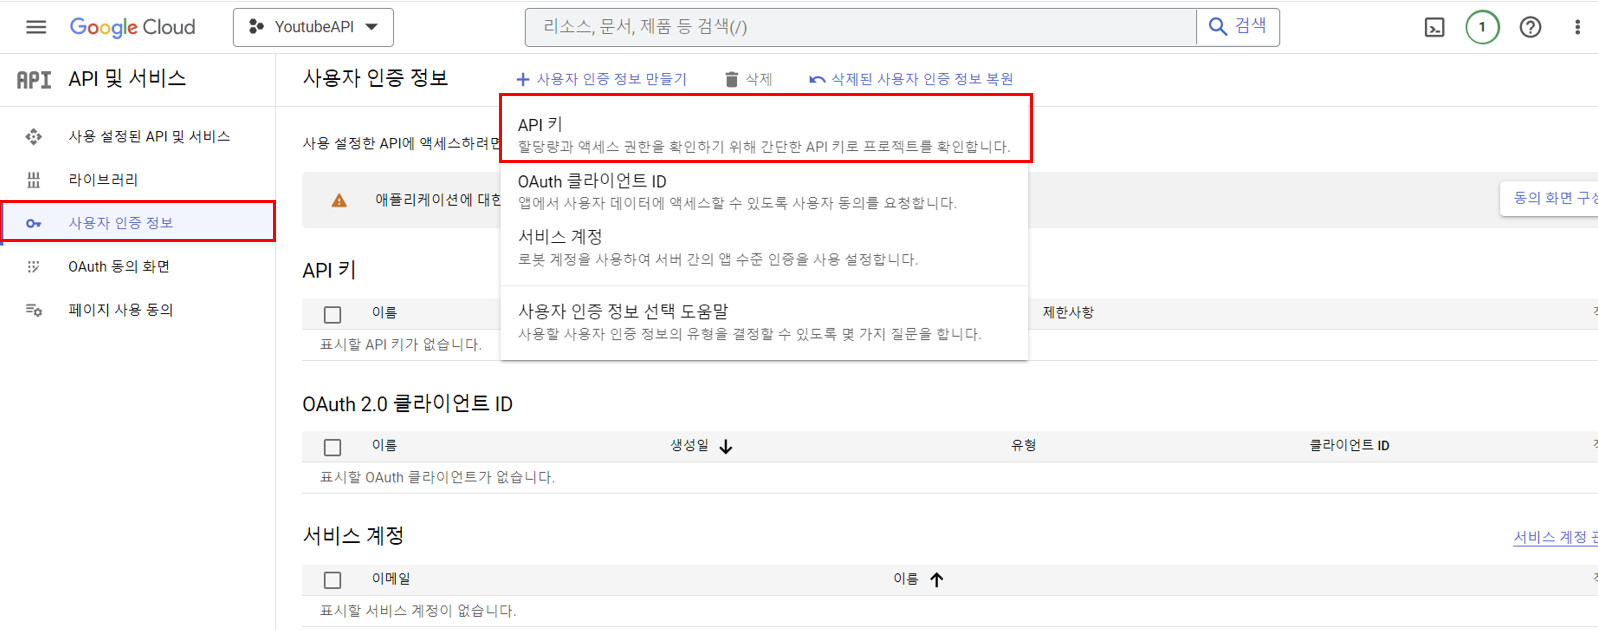 Google Cloud
YoutubeAPI
리소스, 문서, 제품 등 검색(/)
검색
1
API API 및 서비스
사용자 인증 정보
사용자 인증 정보 만들기
삭제
삭제된 사용자 인증 정보 복원
사용 설정된 API 및 서비스
라이브러리
사용자 인증 정보
OAuth 동의 화면
페이지 사용 동의
사용 설정한 API에 액세스하려면
API 키
할당량과 액세스 권한을 확인하기 위해 간단한 API 키로 프로젝트를 확인합니다.
OAuth 클라이언트 ID
앱에서 사용자 데이터에 액세스할 수 있도록 사용자 동의를 요청합니다.
서비스 계정
로봇 계정을 사용하여 서버 간의 앱 수준 인증을 사용 설정합니다.
사용자 인증 정보 선택 도움말
사용할 사용자 인증 정보의 유형을 결정할 수 있도록 몇 가지 질문을 합니다.
애플리케이션에 대한
동의 화면 구성
API 키
이름
제한사항
표시할 API 키가 없습니다.
OAuth 2.0 클라이언트 ID
이름
생성일
유형
클라이언트 ID
표시할 OAuth 클라이언트가 없습니다.
서비스 계정
서비스 계정
이메일
이름
표시할 서비스 계정이 없습니다.